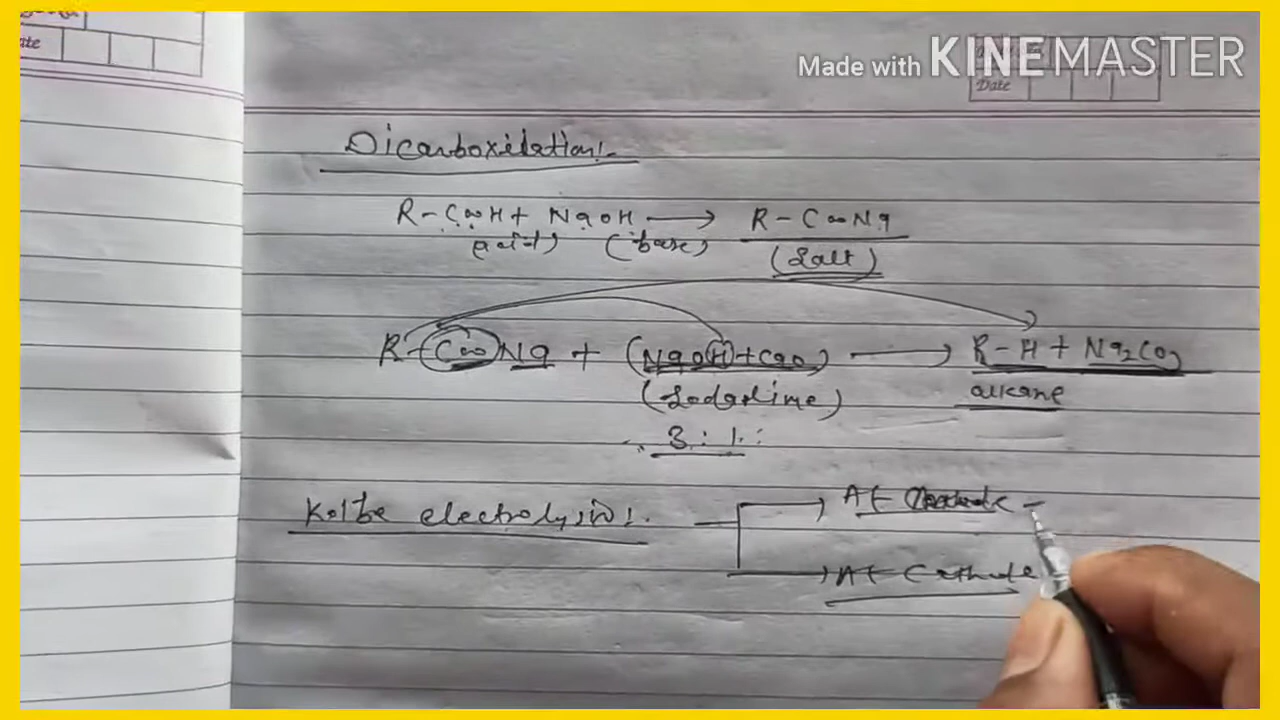 Made with KINEMASTER
ate
Date
Dicarboxilation:-
R-COOH + NaOH → R-COONa
(acid) (base) (Salt)
R-COONa + (NaOH+CaO) → R-H + Na2CO3
(Sodalime) alkane
3:1
Kolbe electrolysis:
At
At Cathode